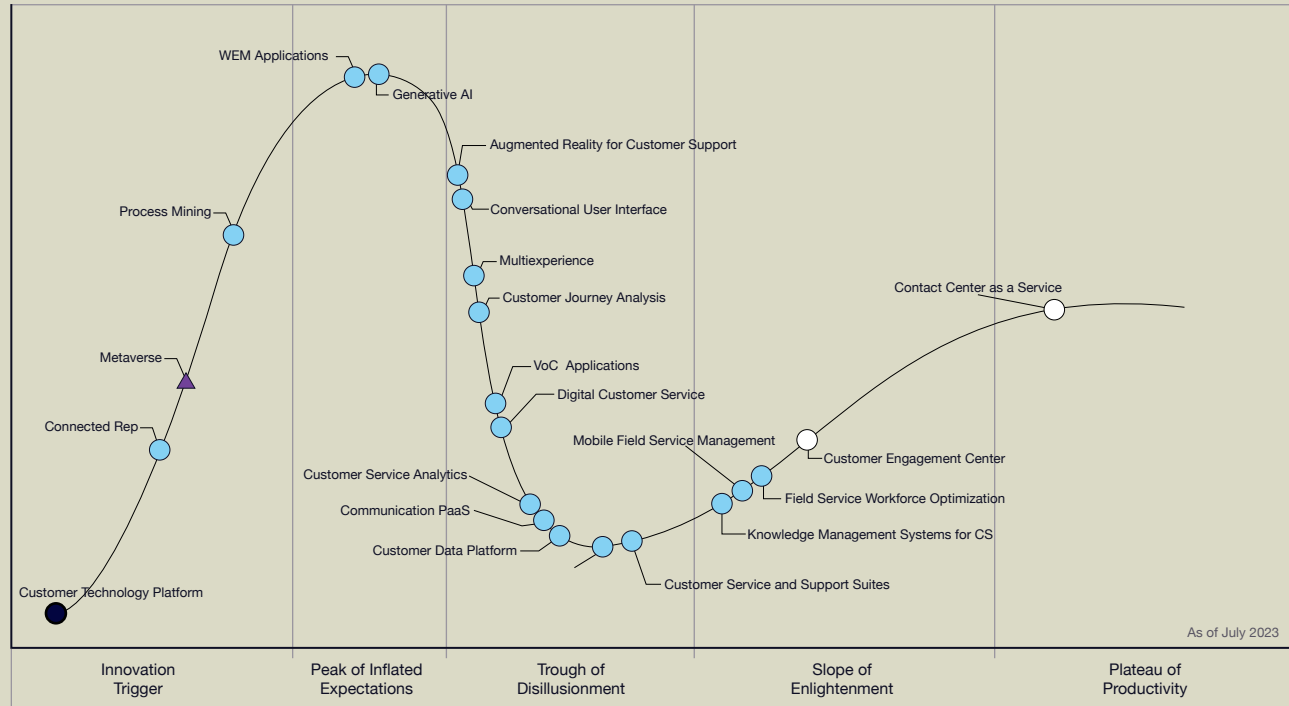 WEM Applications
Generative AI
Augmented Reality for Customer Support
Process Mining
Conversational User Interface
Multiexperience
Contact Center as a Service
Customer Journey Analysis
Metaverse
VoC Applications
Digital Customer Service
Connected Rep
Mobile Field Service Management
Customer Engagement Center
Customer Service Analytics
Field Service Workforce Optimization
Communication PaaS
Knowledge Management Systems for CS
Customer Data Platform
Customer Service and Support Suites
Customer Technology Platform
As of July 2023
Innovation
Trigger
Peak of Inflated
Expectations
Trough of
Disillusionment
Slope of
Enlightenment
Plateau of
Productivity